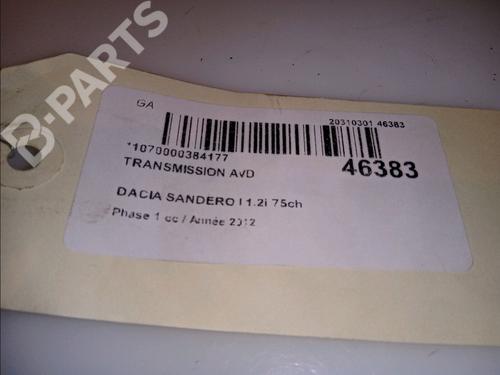 B-PARTS
GA
20310301 46383
*1070000384177
46383
TRANSMISSION AVD
DACIA SANDERO I 1.2i 75ch
Phase 1 cc / Année 2012